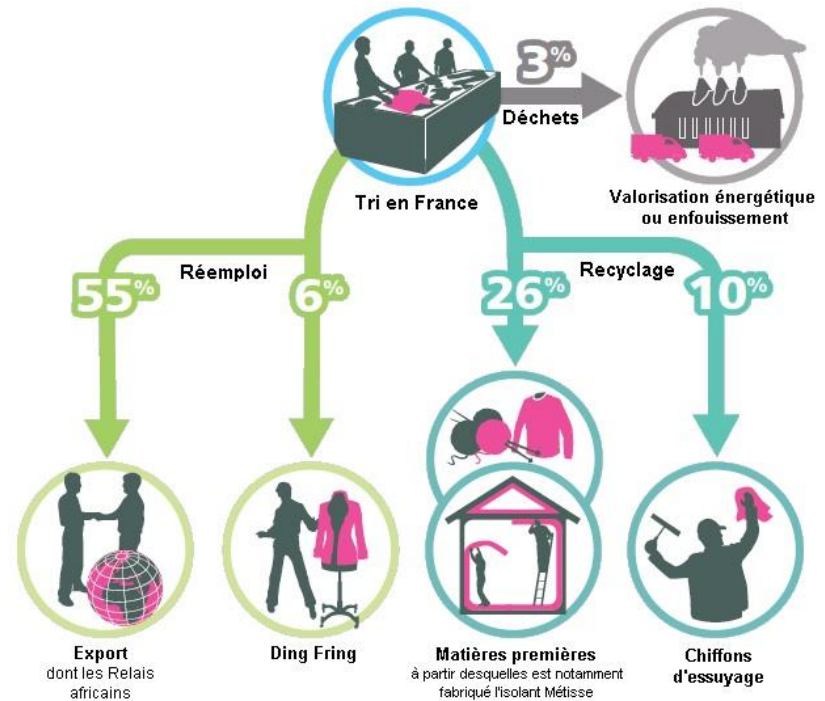 3%
Déchets
Tri en France
Valorisation énergétique
ou enfouissement
Réemploi
Recyclage
55%
6%
26%
10%
Export
dont les Relais
africains
Ding Fring
Matières premières
à partir desquelles est notamment
fabriqué l'isolant Métisse
Chiffons
d'essuyage